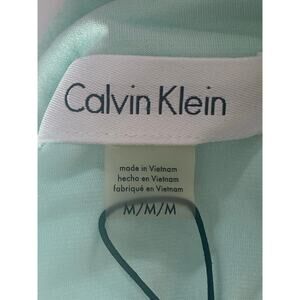 Calvin Klein
made in Vietnam
hecho en Vietnam
fabriqué en Vietnam
M/M/M